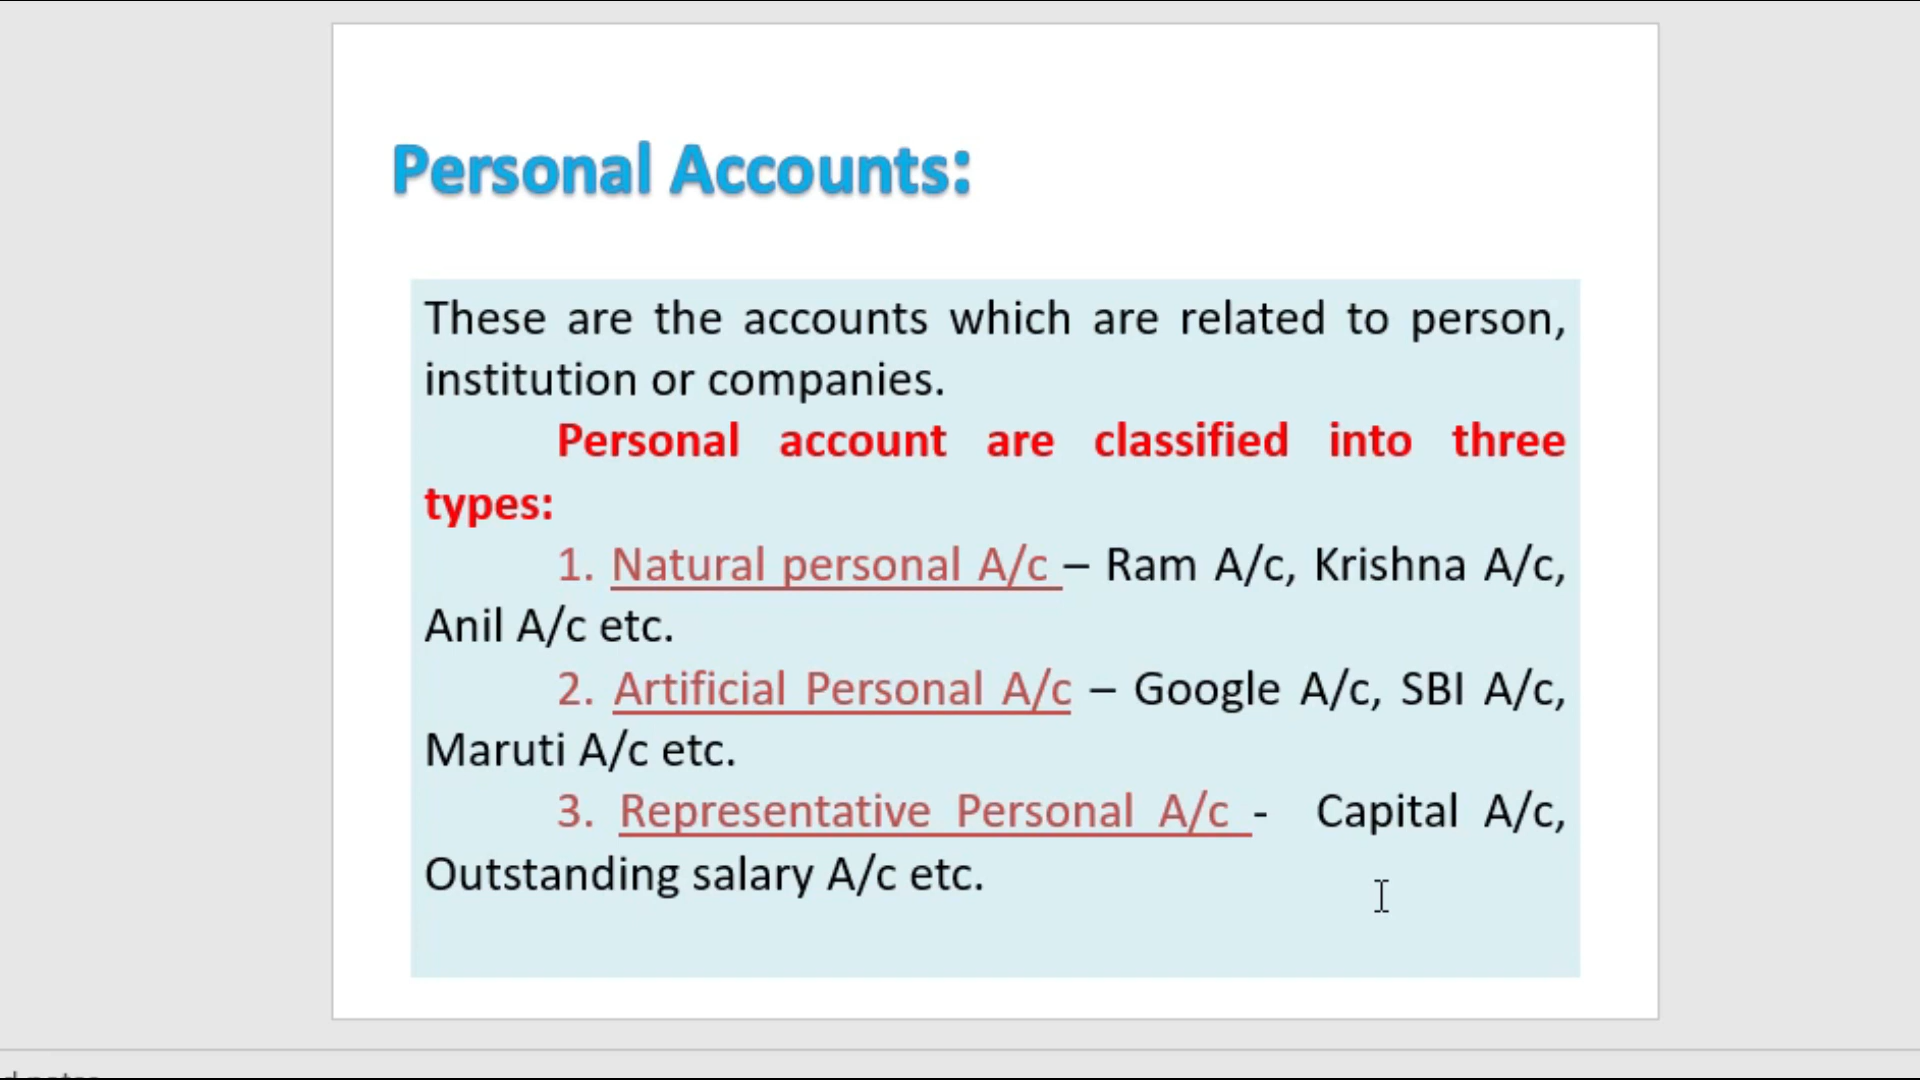 Personal Accounts:
These are the accounts which are related to person,
institution or companies.
Personal account are classified into three
types:
1. Natural personal A/c – Ram A/c, Krishna A/c,
Anil A/c etc.
2. Artificial Personal A/c – Google A/c, SBI A/c,
Maruti A/c etc.
3. Representative Personal A/c - Capital A/c,
Outstanding salary A/c etc.